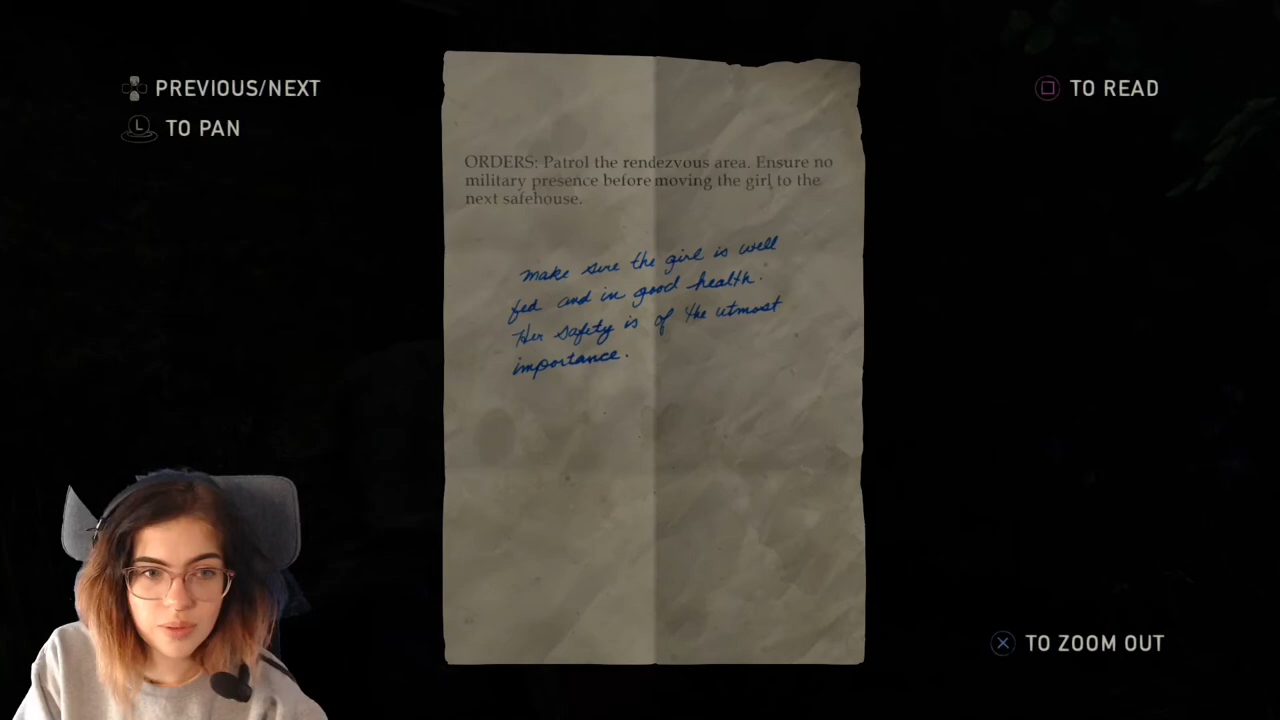 PREVIOUS/NEXT
L TO PAN
TO READ
ORDERS: Patrol the rendezvous area. Ensure no
military presence before moving the girl to the
next safehouse.
make sure the girl is well
fed and in good health.
Her safety is of the utmost
importance.
TO ZOOM OUT